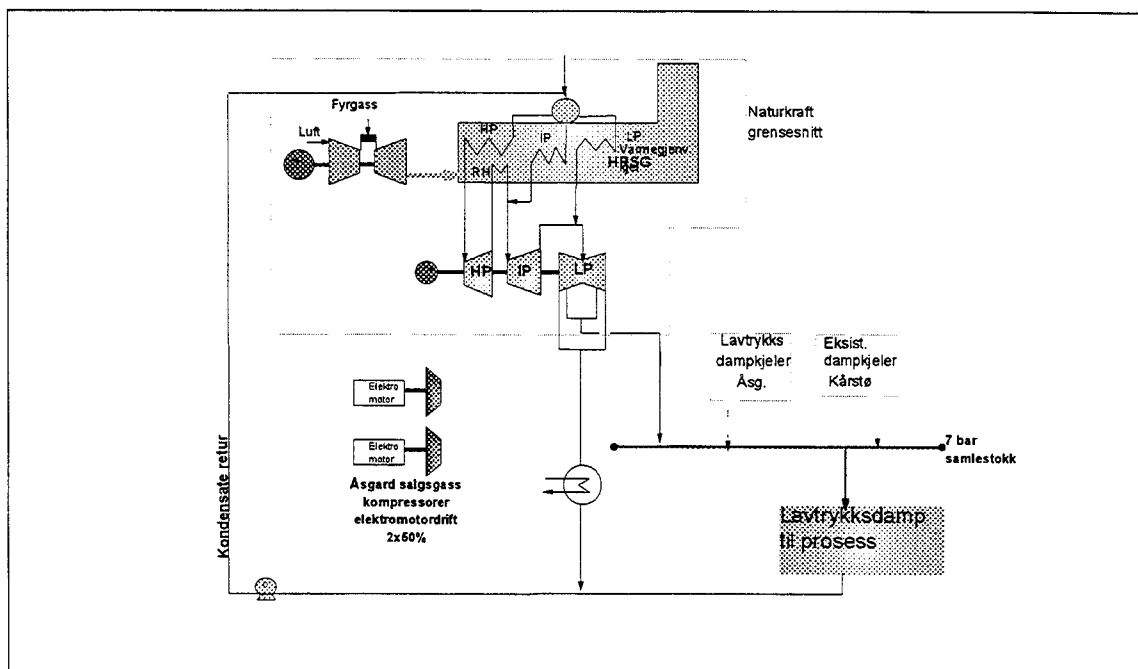 Fyrgass
Luft
Naturkraft
grensesnitt
HP
IP
LP
Varmegjenv.
HRSG
RH
HP
IP
LP
Lavtrykks
dampkjeler
Åsg.
Eksist.
dampkjeler
Kårstø
Elektro
motor
Elektro
motor
Åsgard salgsgass
kompressorer
elektromotordrift
2x50%
7 bar
samlestokk
Kondensate retur
Lavtrykksdamp
til prosess